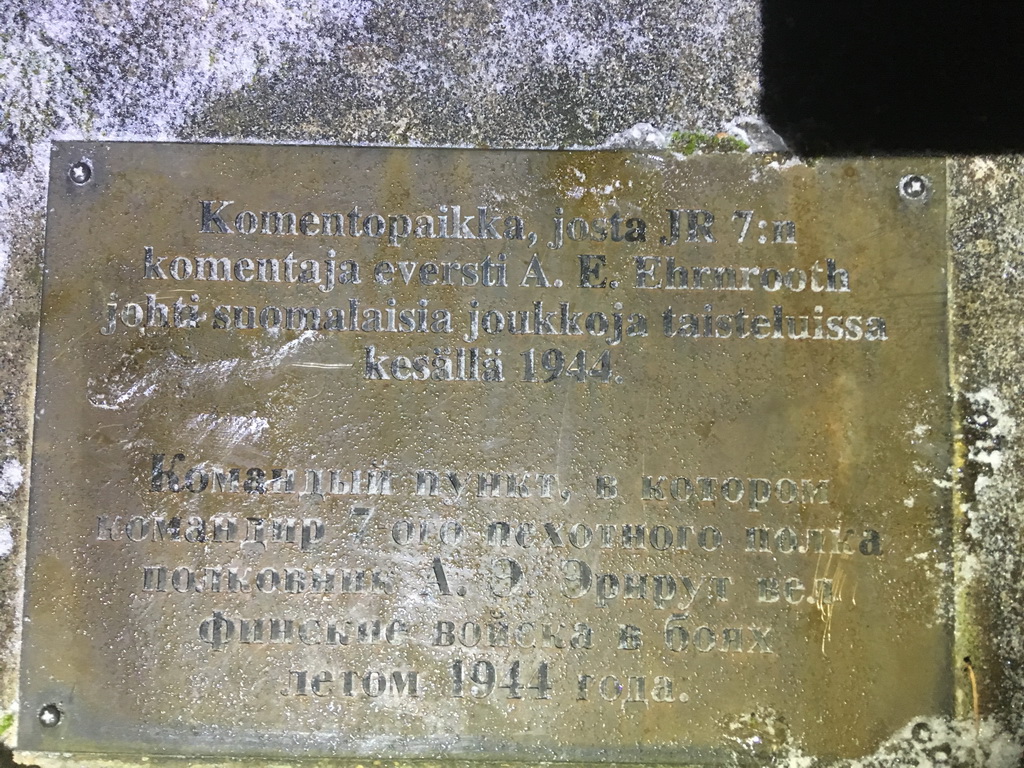 Komentopaikka, josta JR 7:n
komentaja eversti A. E. Ehrnrooth
johti suomalaisia joukkoja taisteluissa
kesällä 1944.
Командый пункт, в котором
командир 7 ого пехотного полка
полковник А. Э. Эрнрут вел
финские войска в боях
летом 1944 года.